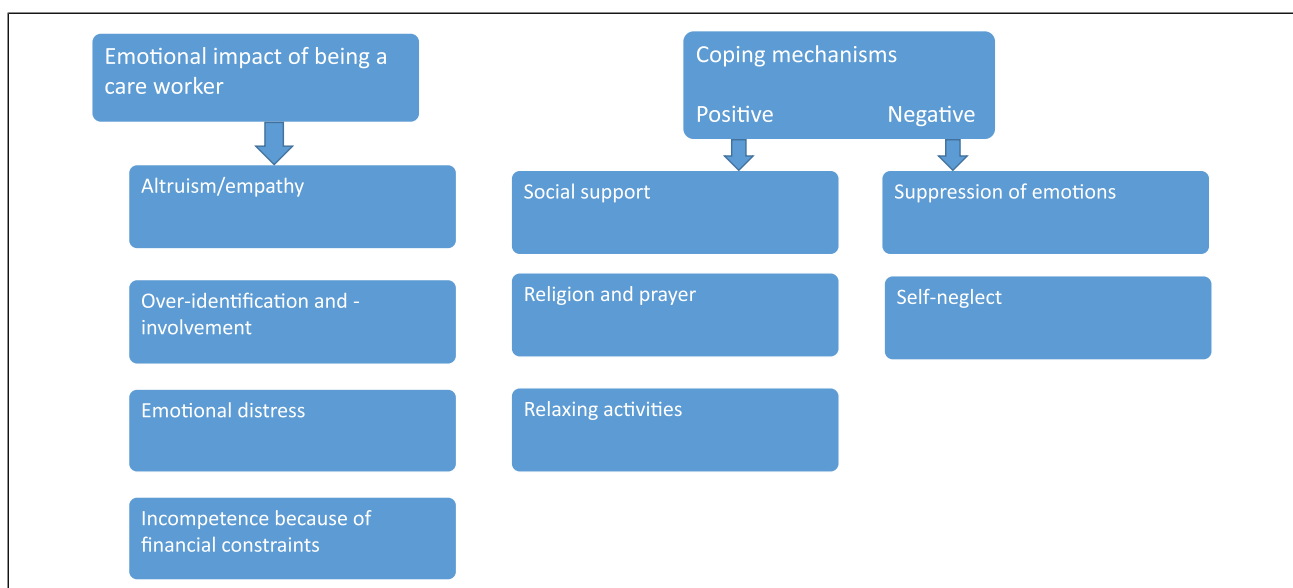 Emotional impact of being a
care worker
Altruism/empathy
Over-identification and -
involvement
Emotional distress
Incompetence because of
financial constraints
Coping mechanisms
Positive Negative
Social support
Religion and prayer
Relaxing activities
Suppression of emotions
Self-neglect